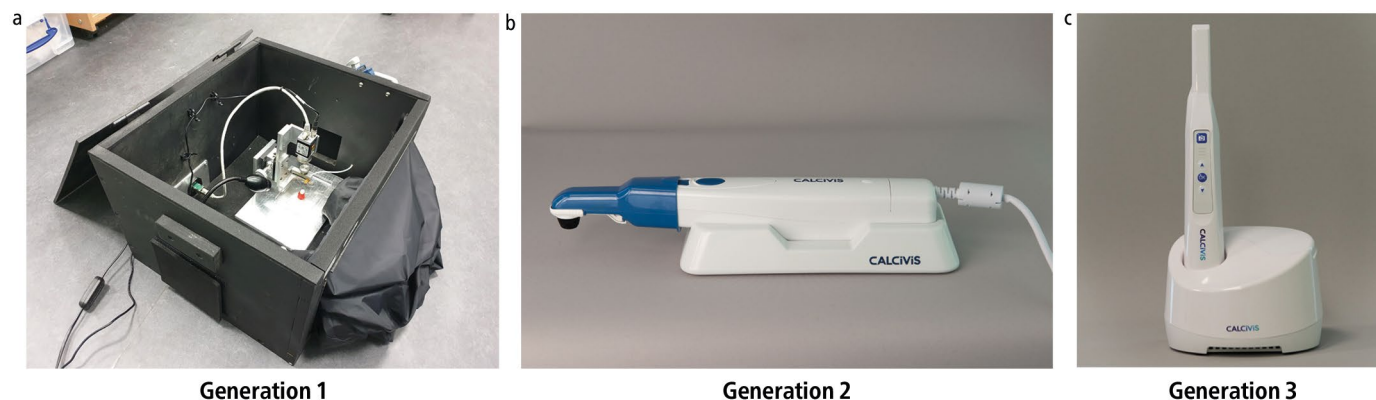 a
b
c
CALCIVIS
CALCIVIS
CALCIVIS
CALCIVIS
Generation 1
Generation 2
Generation 3